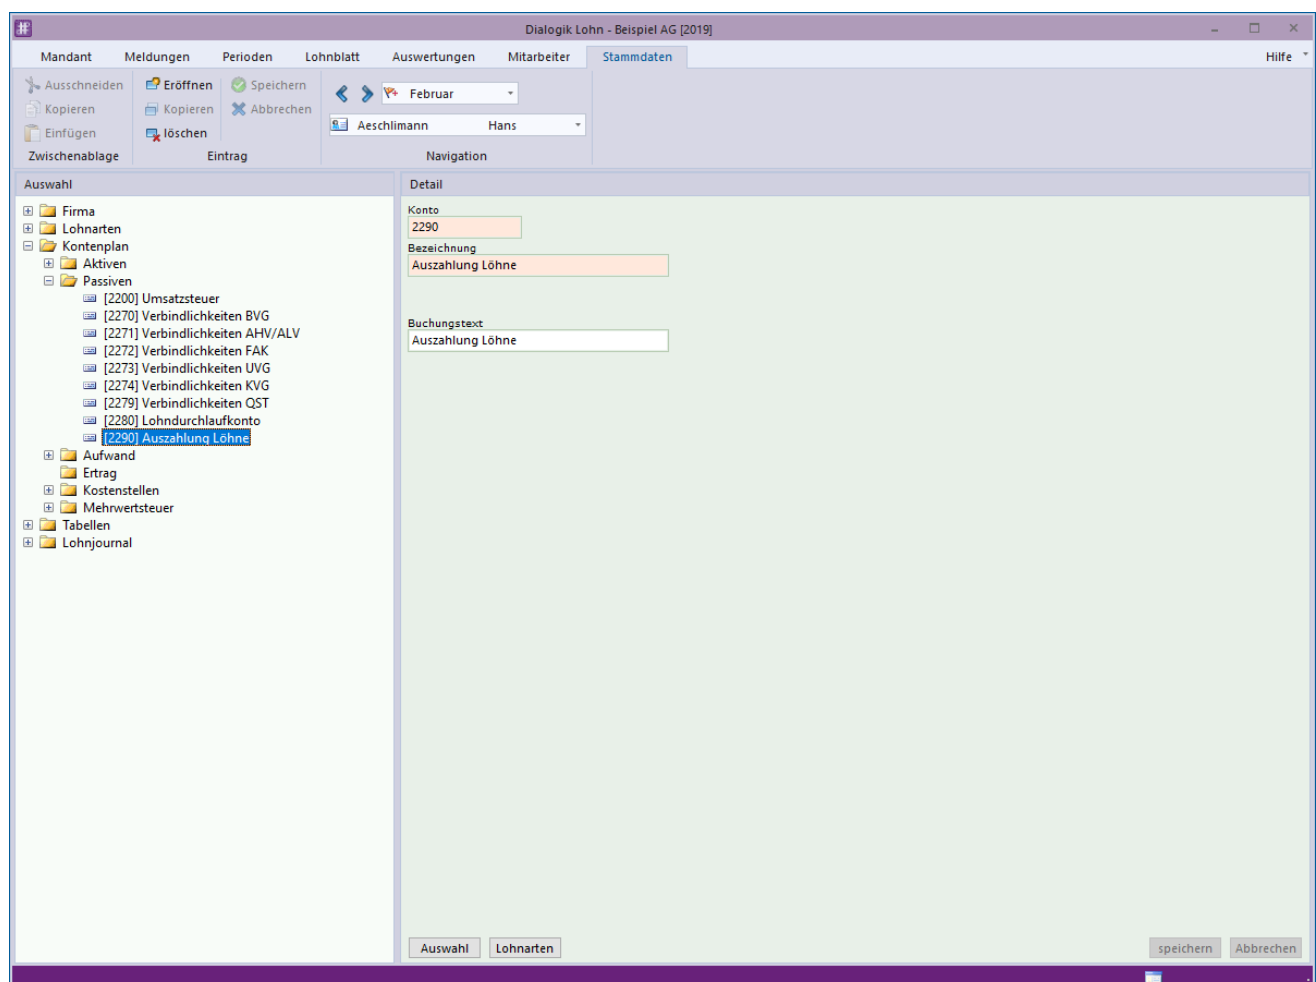 Dialogik Lohn - Beispiel AG [2019]
Mandant Meldungen Perioden Lohnblatt Auswertungen Mitarbeiter Stammdaten Hilfe
Ausschneiden Eröffnen Speichern
Kopieren Kopieren Abbrechen Februar
Einfügen löschen Aeschlimann Hans
Zwischenablage Eintrag Navigation
Auswahl
Firma
Lohnarten
Kontenplan
Aktiven
Passiven
[2200] Umsatzsteuer
[2270] Verbindlichkeiten BVG
[2271] Verbindlichkeiten AHV/ALV
[2272] Verbindlichkeiten FAK
[2273] Verbindlichkeiten UVG
[2274] Verbindlichkeiten KVG
[2279] Verbindlichkeiten QST
[2280] Lohndurchlaufkonto
[2290] Auszahlung Löhne
Aufwand
Ertrag
Kostenstellen
Mehrwertsteuer
Tabellen
Lohnjournal
Detail
Konto
2290
Bezeichnung
Auszahlung Löhne
Buchungstext
Auszahlung Löhne
Auswahl Lohnarten speichern Abbrechen